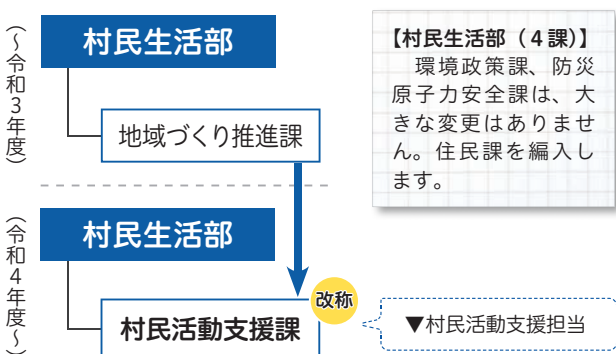 （～令和3年度）
村民生活部
地域づくり推進課
（令和4年度～）
村民生活部
改称
村民活動支援課
▼村民活動支援担当
【村民生活部（4課）】
環境政策課、防災
原子力安全課は、大
きな変更はありませ
ん。住民課を編入し
ます。